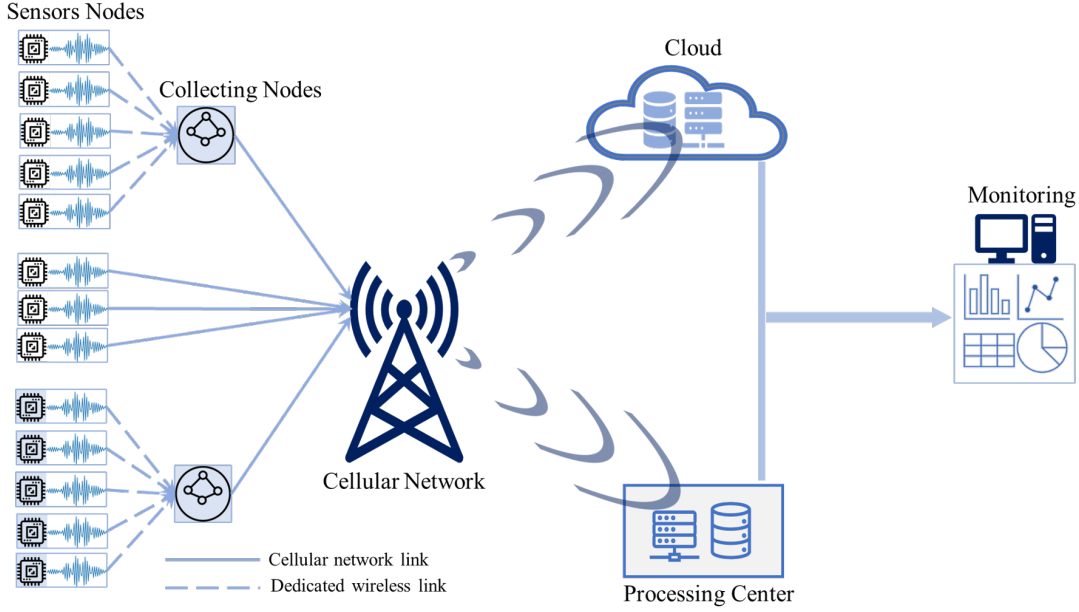 Sensors Nodes
Cloud
Collecting Nodes
Monitoring
Cellular Network
Cellular network link
Dedicated wireless link
Processing Center